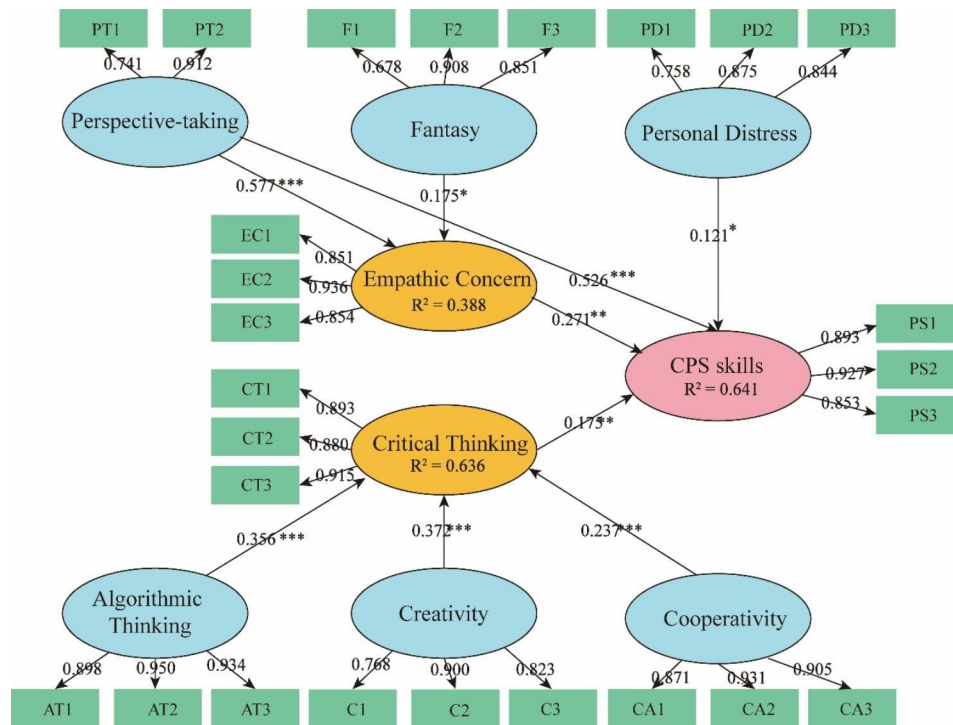 PT1 PT2 F1 F2 F3 PD1 PD2 PD3
0.741 0.912 0.678 0.908 0.851 0.758 0.875 0.844
Perspective-taking
Fantasy
Personal Distress
0.577***
0.175*
0.121*
EC1
EC2
EC3
0.851
0.936
0.854
Empathic Concern
R² = 0.388
0.526***
0.271**
CPS skills
R² = 0.641
0.893
0.927
0.853
PS1
PS2
PS3
CT1
CT2
CT3
0.893
0.880
0.915
Critical Thinking
R² = 0.636
0.175**
0.356***
0.372***
0.237***
Algorithmic
Thinking
Creativity
Cooperativity
0.898 0.950 0.934 0.768 0.900 0.823 0.871 0.931 0.905
AT1 AT2 AT3 C1 C2 C3 CA1 CA2 CA3